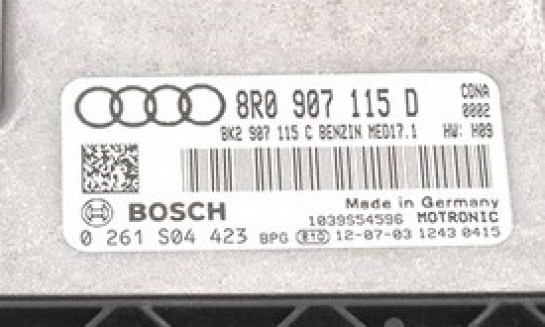 8R0 907 115 D CDNA
0002
8K2 907 115 C BENZIN MED17.1 HW: H09
Made in Germany
BOSCH 1039S54596 MOTRONIC
0 261 S04 423 BPG 810 12-07-03 1243 0415